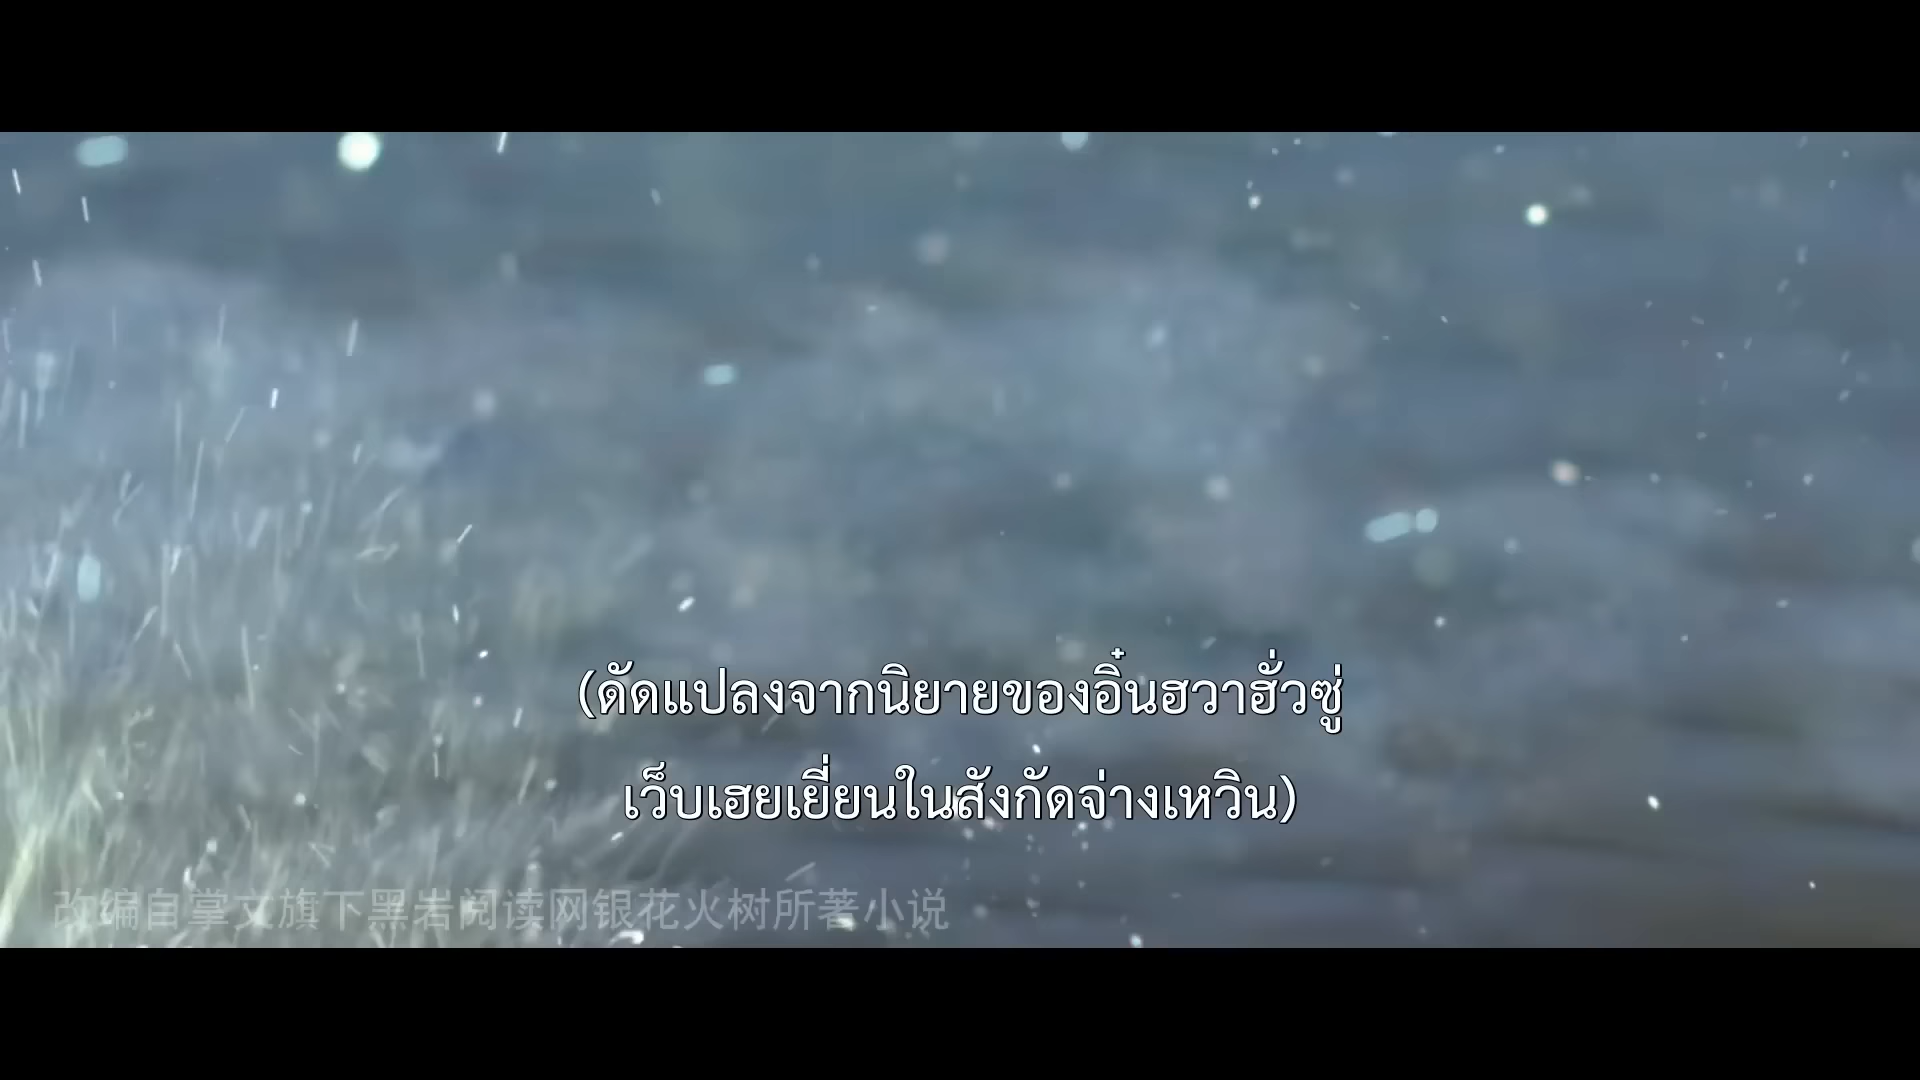 (ดัดแปลงจากนิยายของอิ๋นฮวาฮั่วซู่
เว็บเฮยเยี่ยนในสังกัดจ่างเหวิน)
改编自掌文旗下黑岩阅读网银花火树所著小说